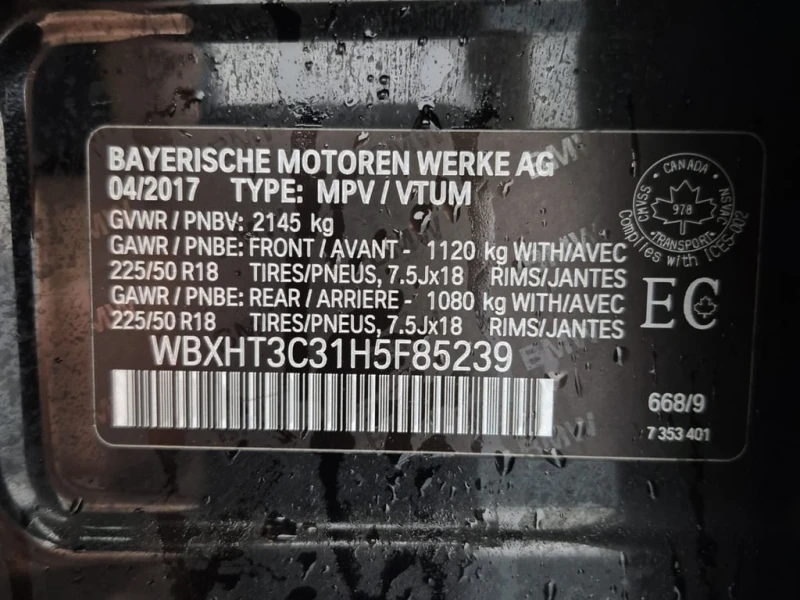 BAYERISCHE MOTOREN WERKE AG
04/2017 TYPE: MPV / VTUM
GVWR / PNBV: 2145 kg
GAWR / PNBE: FRONT / AVANT - 1120 kg WITH/AVEC
225/50 R18 TIRES/PNEUS, 7.5Jx18 RIMS/JANTES
GAWR / PNBE: REAR / ARRIERE - 1080 kg WITH/AVEC
225/50 R18 TIRES/PNEUS, 7.5Jx18 RIMS/JANTES
WBXHT3C31H5F85239
CANADA
CMVSS
NSVAC
978
TRANSPORT
Complies with ICES-002
EC
668/9
7 353 401
BMW
BMW
BMW